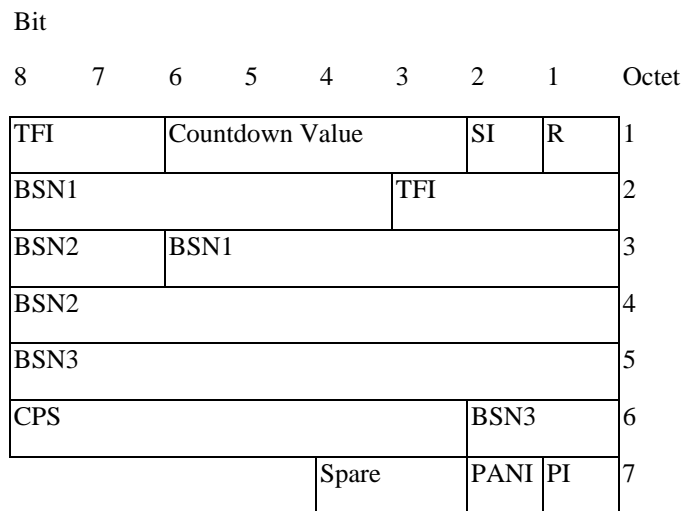 Bit
8 7 6 5 4 3 2 1 Octet
TFI Countdown Value SI R 1
BSN1 TFI 2
BSN2 BSN1 3
BSN2 4
BSN3 5
CPS BSN3 6
Spare PANI PI 7